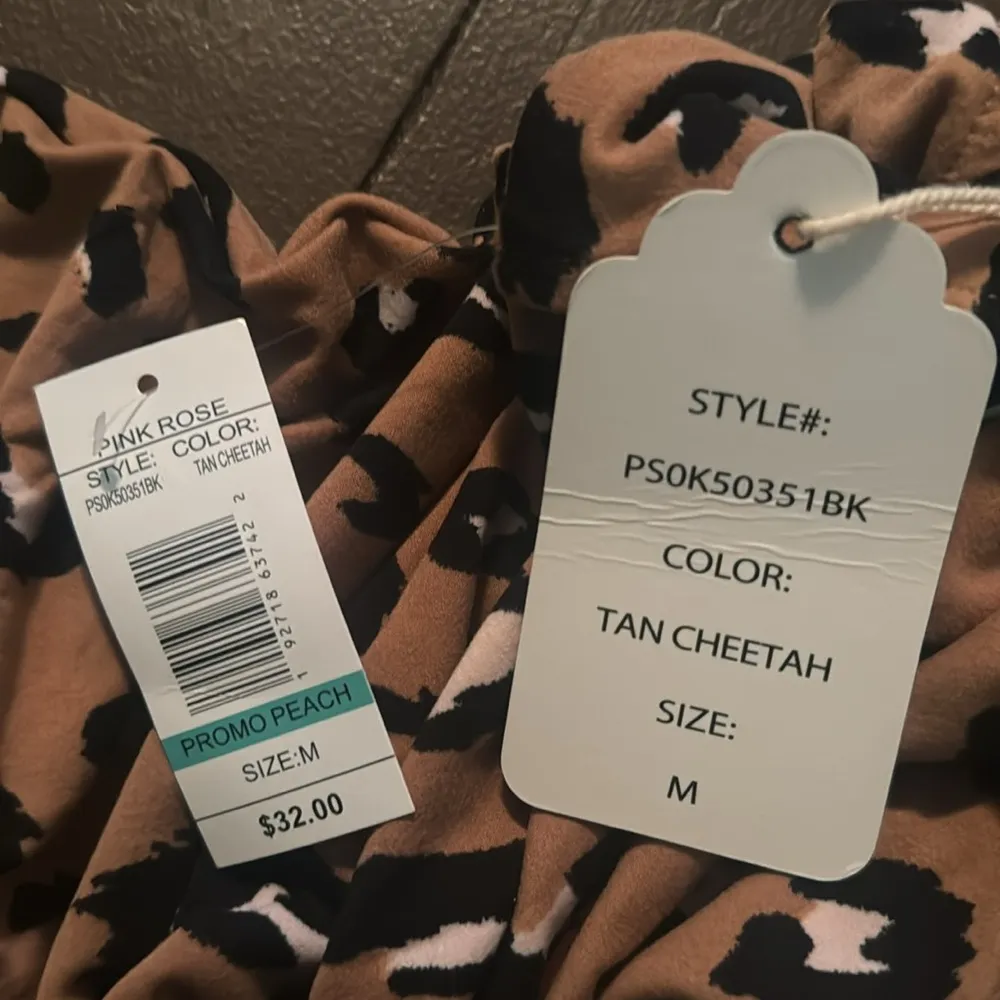 PINK ROSE
STYLE: COLOR:
PS0K50351BK TAN CHEETAH
1 92718 63742 2
PROMO PEACH
SIZE:M
$32.00
STYLE#:
PS0K50351BK
COLOR:
TAN CHEETAH
SIZE:
M